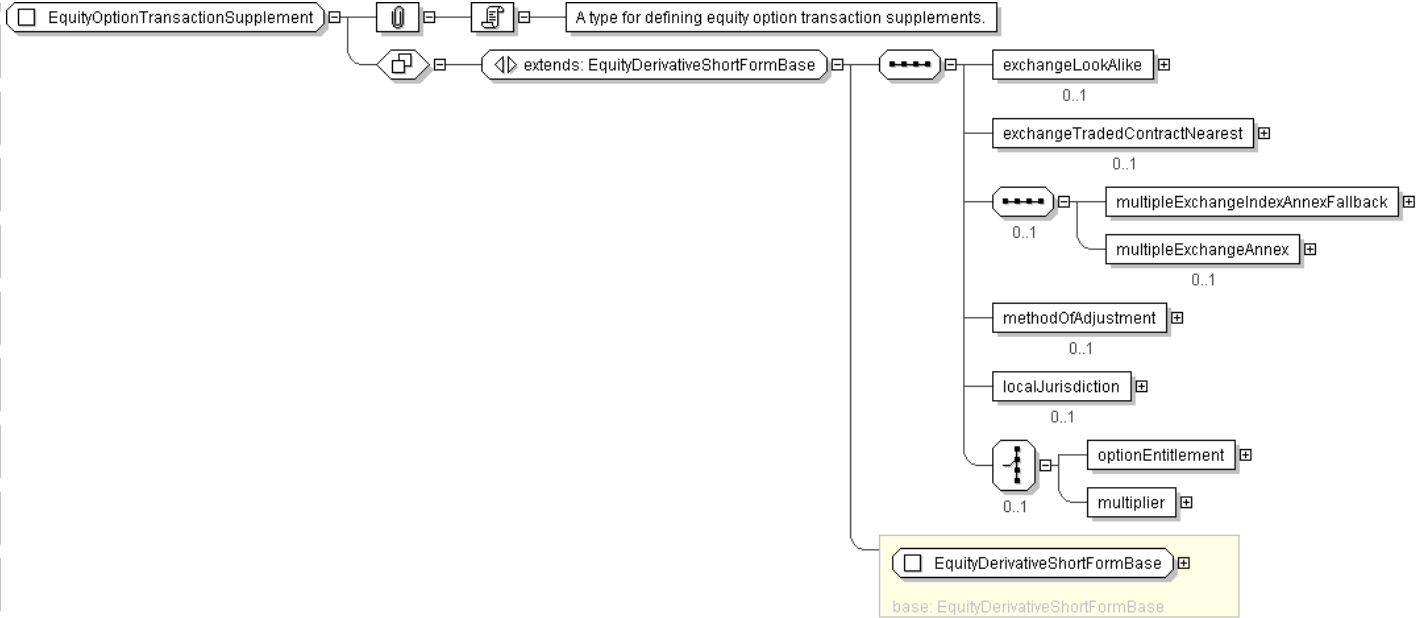 EquityOptionTransactionSupplement
A type for defining equity option transaction supplements.
extends: EquityDerivativeShortFormBase
exchangeLookAlike
0..1
exchangeTradedContractNearest
0..1
multipleExchangeIndexAnnexFallback
0..1
multipleExchangeAnnex
0..1
methodOfAdjustment
0..1
localJurisdiction
0..1
optionEntitlement
multiplier
0..1
EquityDerivativeShortFormBase
base: EquityDerivativeShortFormBase